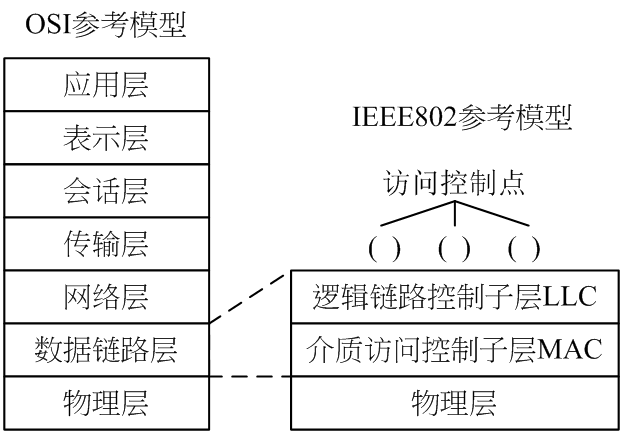 OSI参考模型
应用层
表示层
会话层
传输层
网络层
数据链路层
物理层
IEEE802参考模型
访问控制点
( ) ( ) ( )
逻辑链路控制子层LLC
介质访问控制子层MAC
物理层